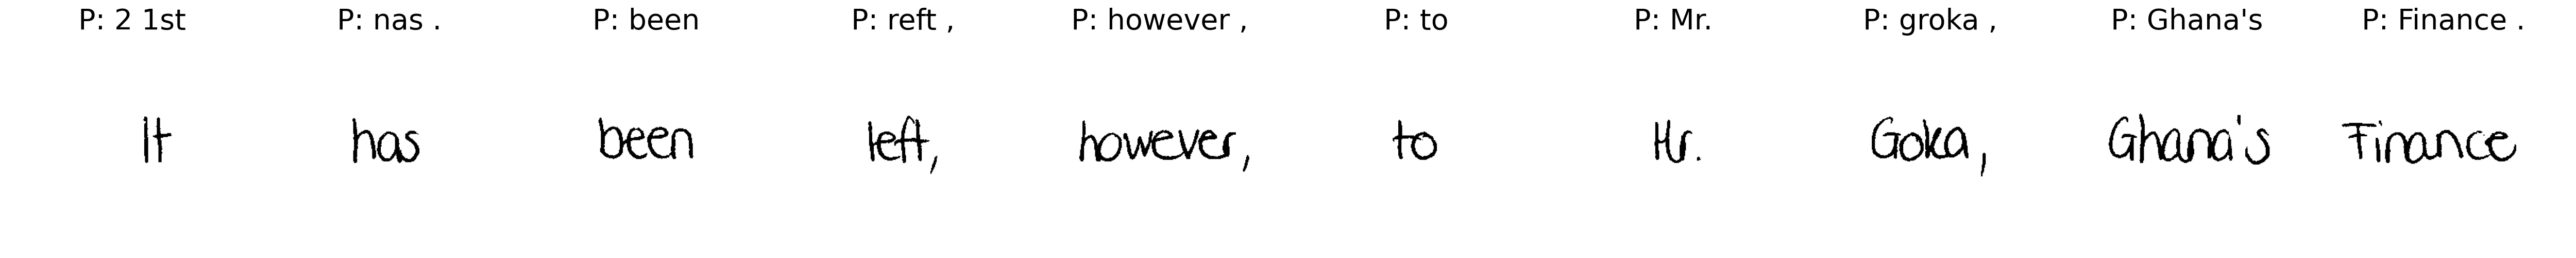 P: 2 1st P: nas . P: been P: reft , P: however , P: to P: Mr. P: groka , P: Ghana's P: Finance .
It has been left, however, to Mr. Goka, Ghana's Finance